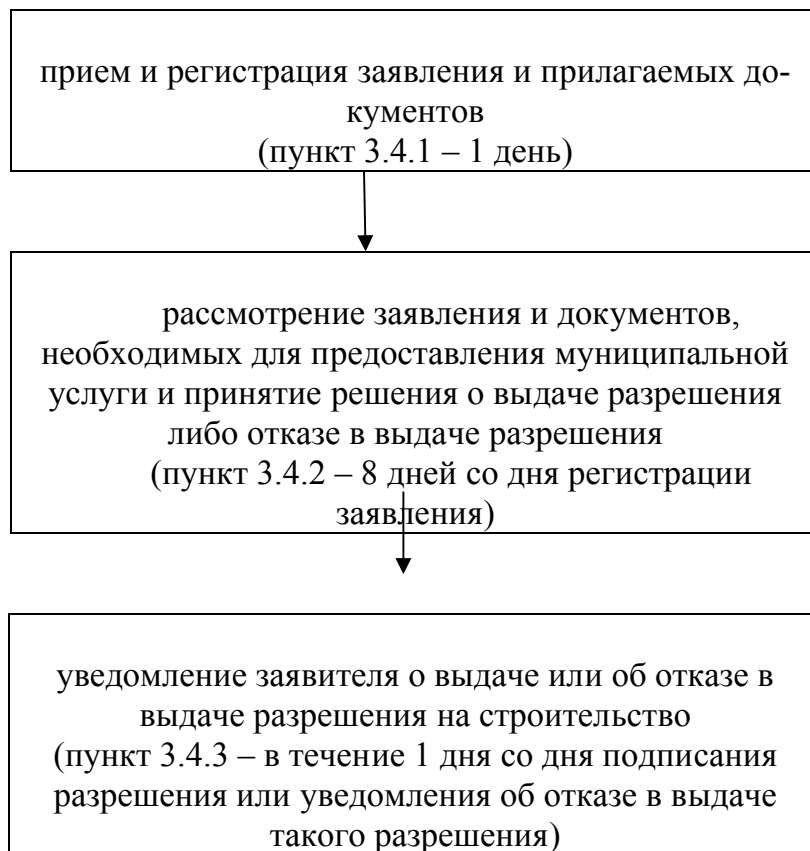 прием и регистрация заявления и прилагаемых до-
кументов
(пункт 3.4.1 – 1 день)
рассмотрение заявления и документов,
необходимых для предоставления муниципальной
услуги и принятие решения о выдаче разрешения
либо отказе в выдаче разрешения
(пункт 3.4.2 – 8 дней со дня регистрации
заявления)
уведомление заявителя о выдаче или об отказе в
выдаче разрешения на строительство
(пункт 3.4.3 – в течение 1 дня со дня подписания
разрешения или уведомления об отказе в выдаче
такого разрешения)